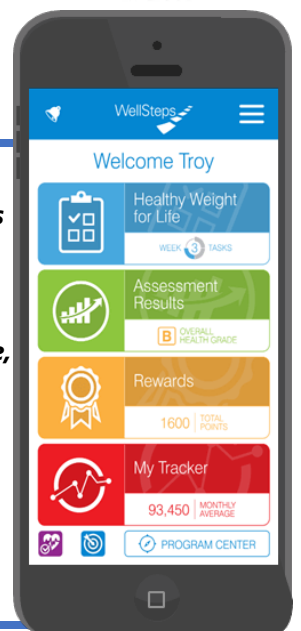 WellSteps
Welcome Troy
s
Healthy Weight
for Life
WEEK 3 TASKS
Assessment
Results
e,
B OVERALL
HEALTH GRADE
Rewards
1600 TOTAL
POINTS
My Tracker
93,450 MONTHLY
AVERAGE
PROGRAM CENTER